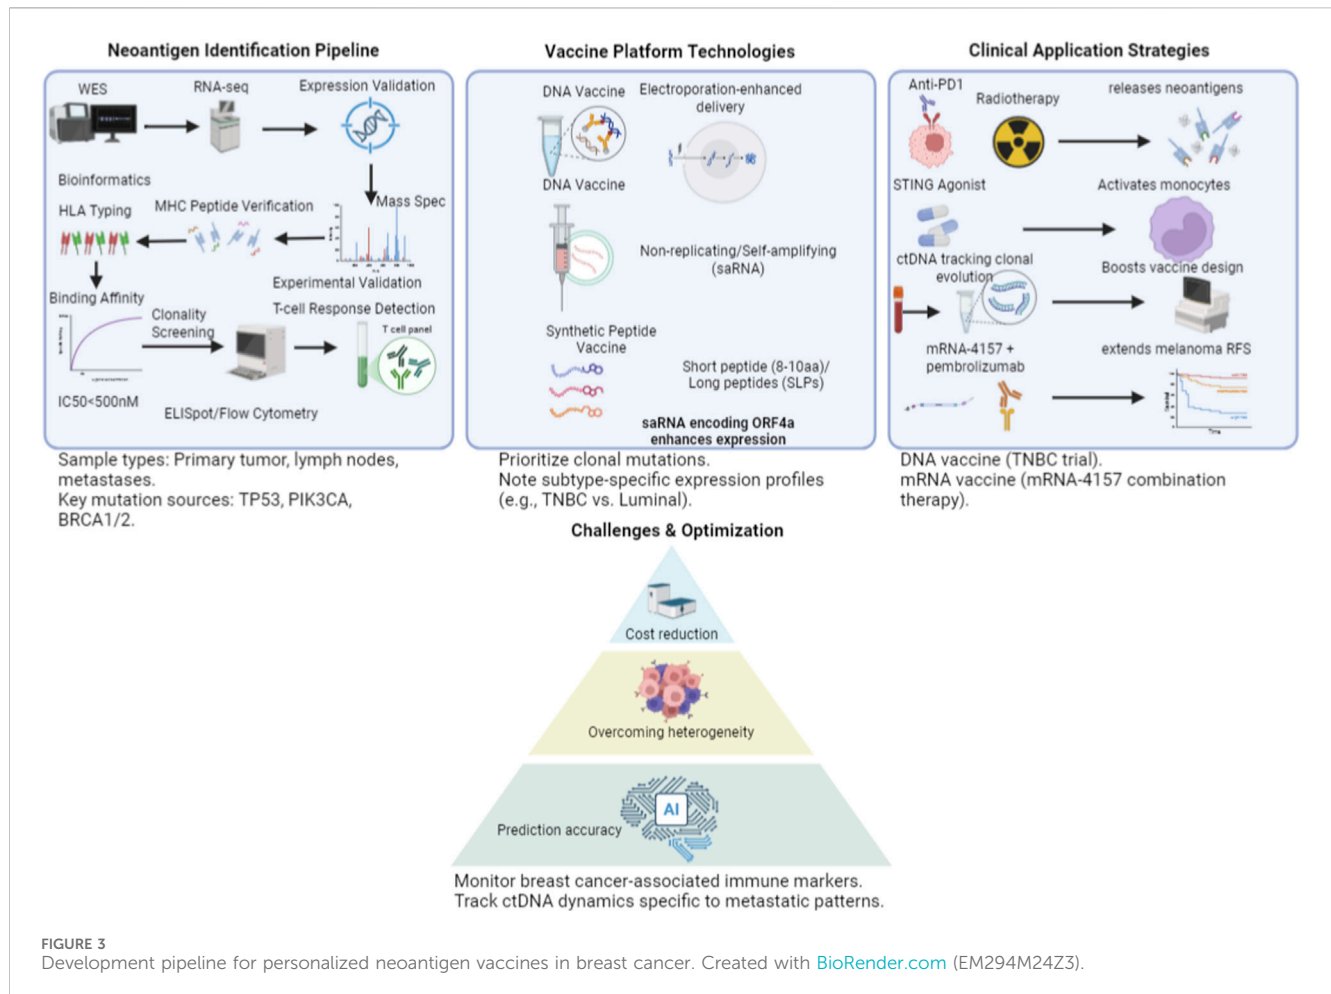 Neoantigen Identification Pipeline
WES
RNA-seq
Expression Validation
Bioinformatics
HLA Typing
MHC Peptide Verification
Mass Spec
Experimental Validation
Binding Affinity
Clonality
Screening
T-cell Response Detection
T cell panel
IC50<500nM
ELISpot/Flow Cytometry
Sample types: Primary tumor, lymph nodes,
metastases.
Key mutation sources: TP53, PIK3CA,
BRCA1/2.
Vaccine Platform Technologies
DNA Vaccine
Electroporation-enhanced
delivery
DNA Vaccine
Non-replicating/Self-amplifying
(saRNA)
Synthetic Peptide
Vaccine
Short peptide (8-10aa)/
Long peptides (SLPs)
saRNA encoding ORF4a
enhances expression
Prioritize clonal mutations.
Note subtype-specific expression profiles
(e.g., TNBC vs. Luminal).
Clinical Application Strategies
Anti-PD1
Radiotherapy
releases neoantigens
STING Agonist
Activates monocytes
ctDNA tracking clonal
evolution
Boosts vaccine design
mRNA-4157 +
pembrolizumab
extends melanoma RFS
Time
DNA vaccine (TNBC trial).
mRNA vaccine (mRNA-4157 combination
therapy).
Challenges & Optimization
Cost reduction
Overcoming heterogeneity
AI
Prediction accuracy
Monitor breast cancer-associated immune markers.
Track ctDNA dynamics specific to metastatic patterns.
FIGURE 3
Development pipeline for personalized neoantigen vaccines in breast cancer. Created with BioRender.com (EM294M24Z3).